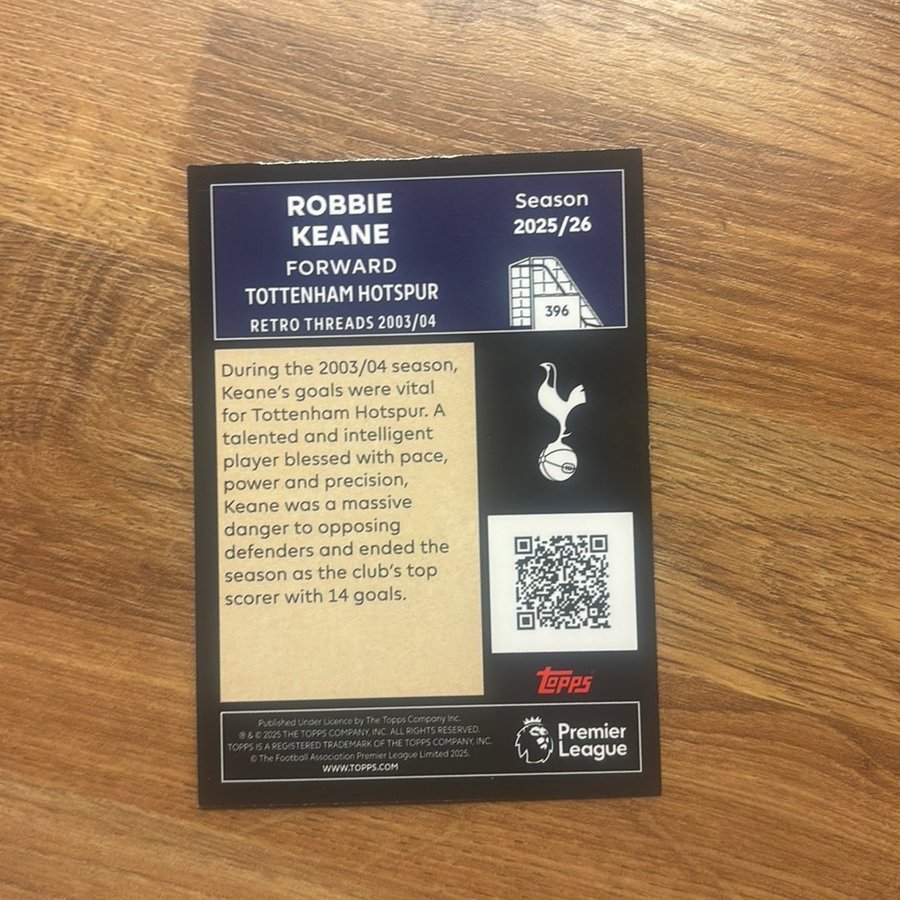 ROBBIE
KEANE
FORWARD
TOTTENHAM HOTSPUR
RETRO THREADS 2003/04
Season
2025/26
396
During the 2003/04 season,
Keane's goals were vital
for Tottenham Hotspur. A
talented and intelligent
player blessed with pace,
power and precision,
Keane was a massive
danger to opposing
defenders and ended the
season as the club's top
scorer with 14 goals.
topps
Published Under Licence by The Topps Company Inc.
® & © 2025 THE TOPPS COMPANY, INC. ALL RIGHTS RESERVED.
TOPPS IS A REGISTERED TRADEMARK OF THE TOPPS COMPANY, INC.
© The Football Association Premier League Limited 2025.
WWW.TOPPS.COM
Premier
League